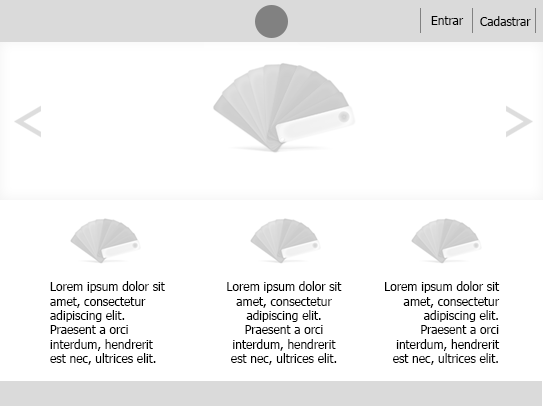 Entrar
Cadastrar
Lorem ipsum dolor sit
amet, consectetur
adipiscing elit.
Praesent a orci
interdum, hendrerit
est nec, ultrices elit.
Lorem ipsum dolor sit
amet, consectetur
adipiscing elit.
Praesent a orci
interdum, hendrerit
est nec, ultrices elit.
Lorem ipsum dolor sit
amet, consectetur
adipiscing elit.
Praesent a orci
interdum, hendrerit
est nec, ultrices elit.